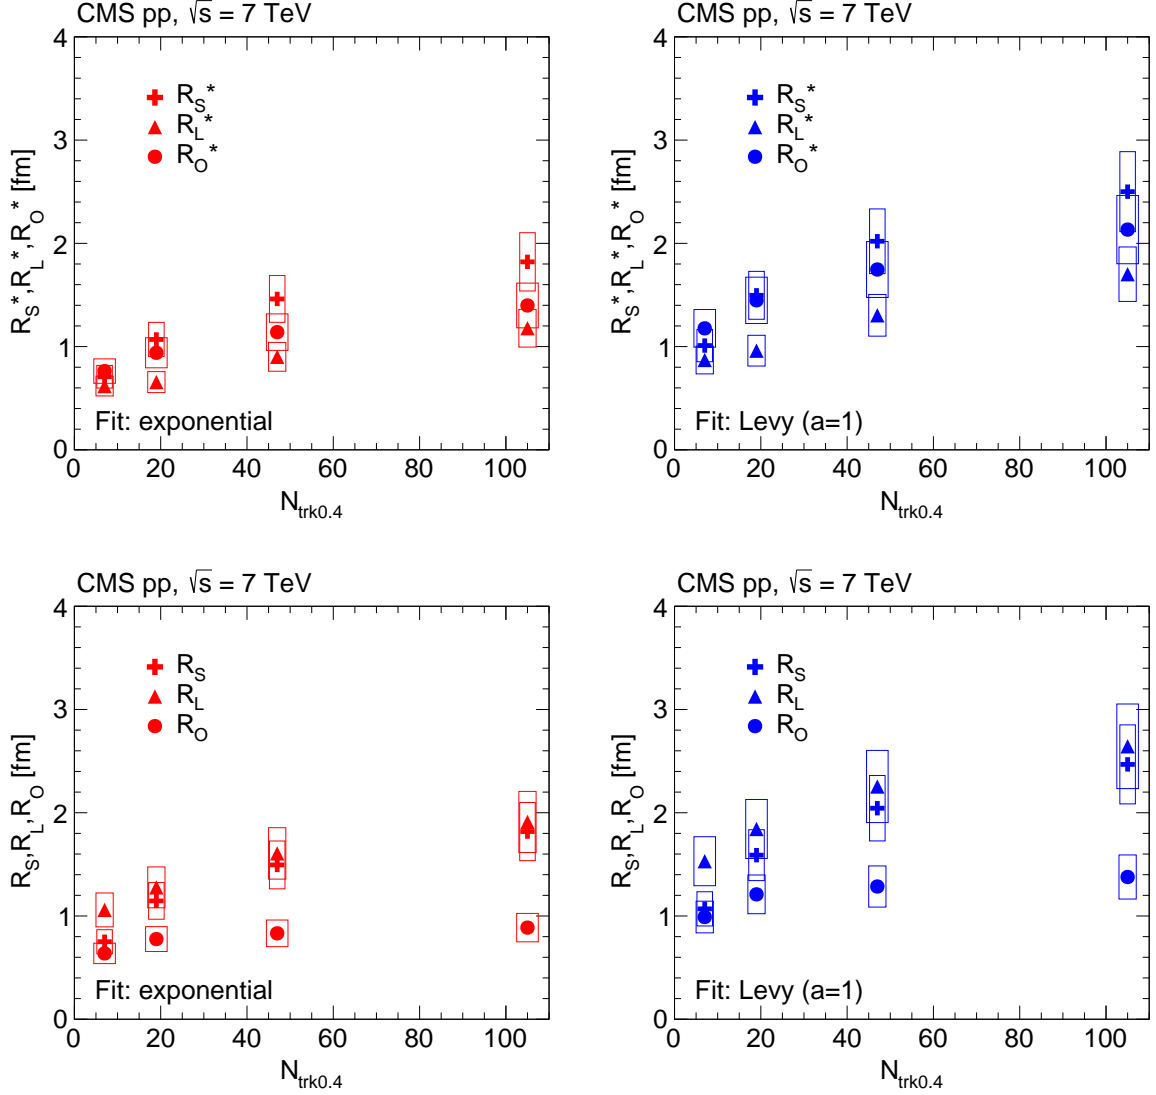 CMS pp, √s = 7 TeV
4
3
2
1
0
R_S*, R_L*, R_O* [fm]
R_S*
R_L*
R_O*
Fit: exponential
0 20 40 60 80 100
N_trk0.4
CMS pp, √s = 7 TeV
4
3
2
1
0
R_S*, R_L*, R_O* [fm]
R_S*
R_L*
R_O*
Fit: Levy (a=1)
0 20 40 60 80 100
N_trk0.4
CMS pp, √s = 7 TeV
4
3
2
1
0
R_S, R_L, R_O [fm]
R_S
R_L
R_O
Fit: exponential
0 20 40 60 80 100
N_trk0.4
CMS pp, √s = 7 TeV
4
3
2
1
0
R_S, R_L, R_O [fm]
R_S
R_L
R_O
Fit: Levy (a=1)
0 20 40 60 80 100
N_trk0.4